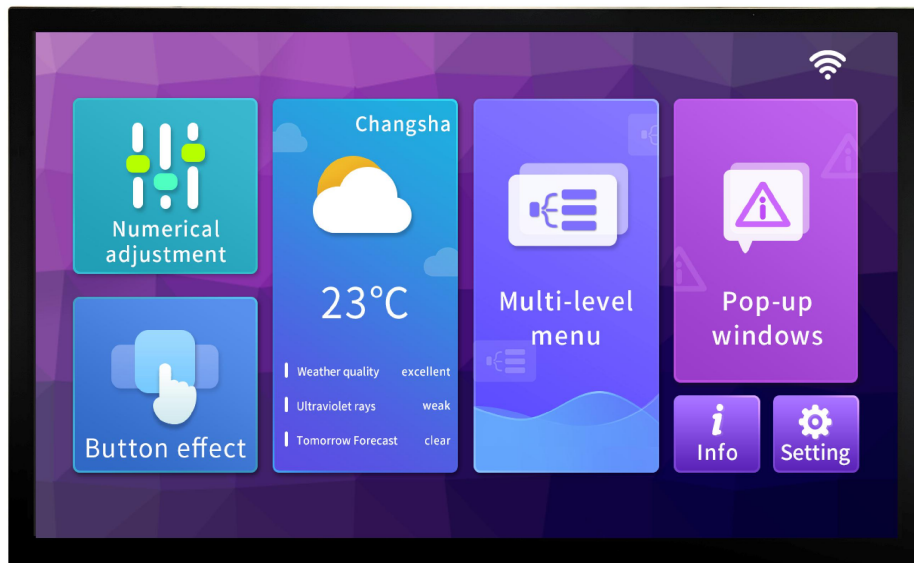 Numerical
adjustment
Button effect
Changsha
23°C
Weather quality excellent
Ultraviolet rays weak
Tomorrow Forecast clear
Multi-level
menu
Pop-up
windows
Info
Setting